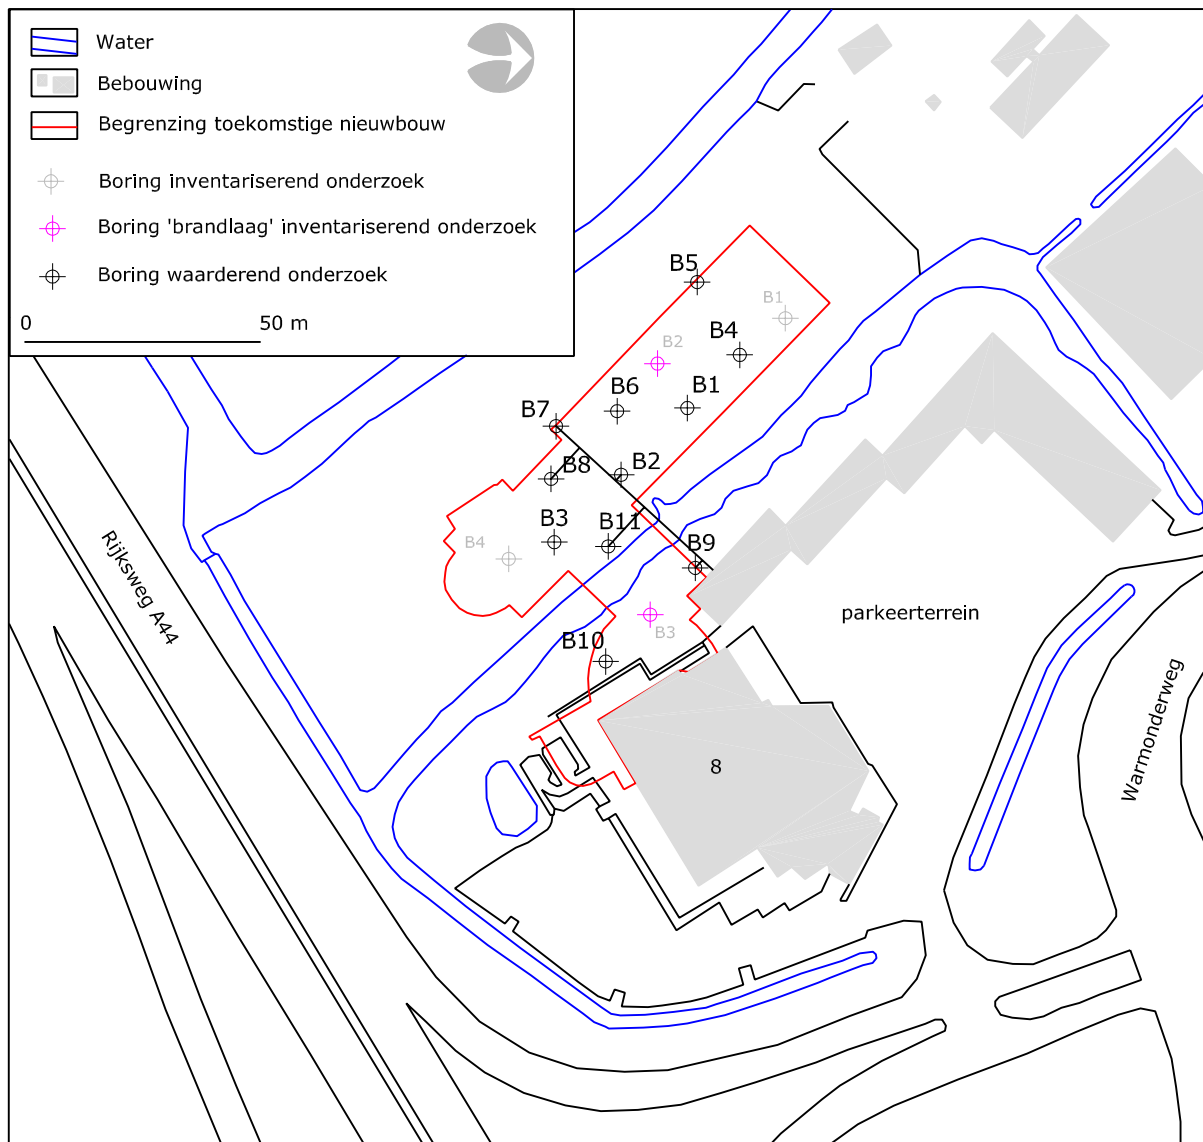 Water
Bebouwing
Begrenzing toekomstige nieuwbouw
Boring inventariserend onderzoek
Boring 'brandlaag' inventariserend onderzoek
Boring waarderend onderzoek
0 50 m
B5
B1
B4
B2
B6
B1
B7
B8
B2
B3
B11
B4
B9
B3
B10
Rijksweg A44
parkeerterrein
Warmonderweg
8